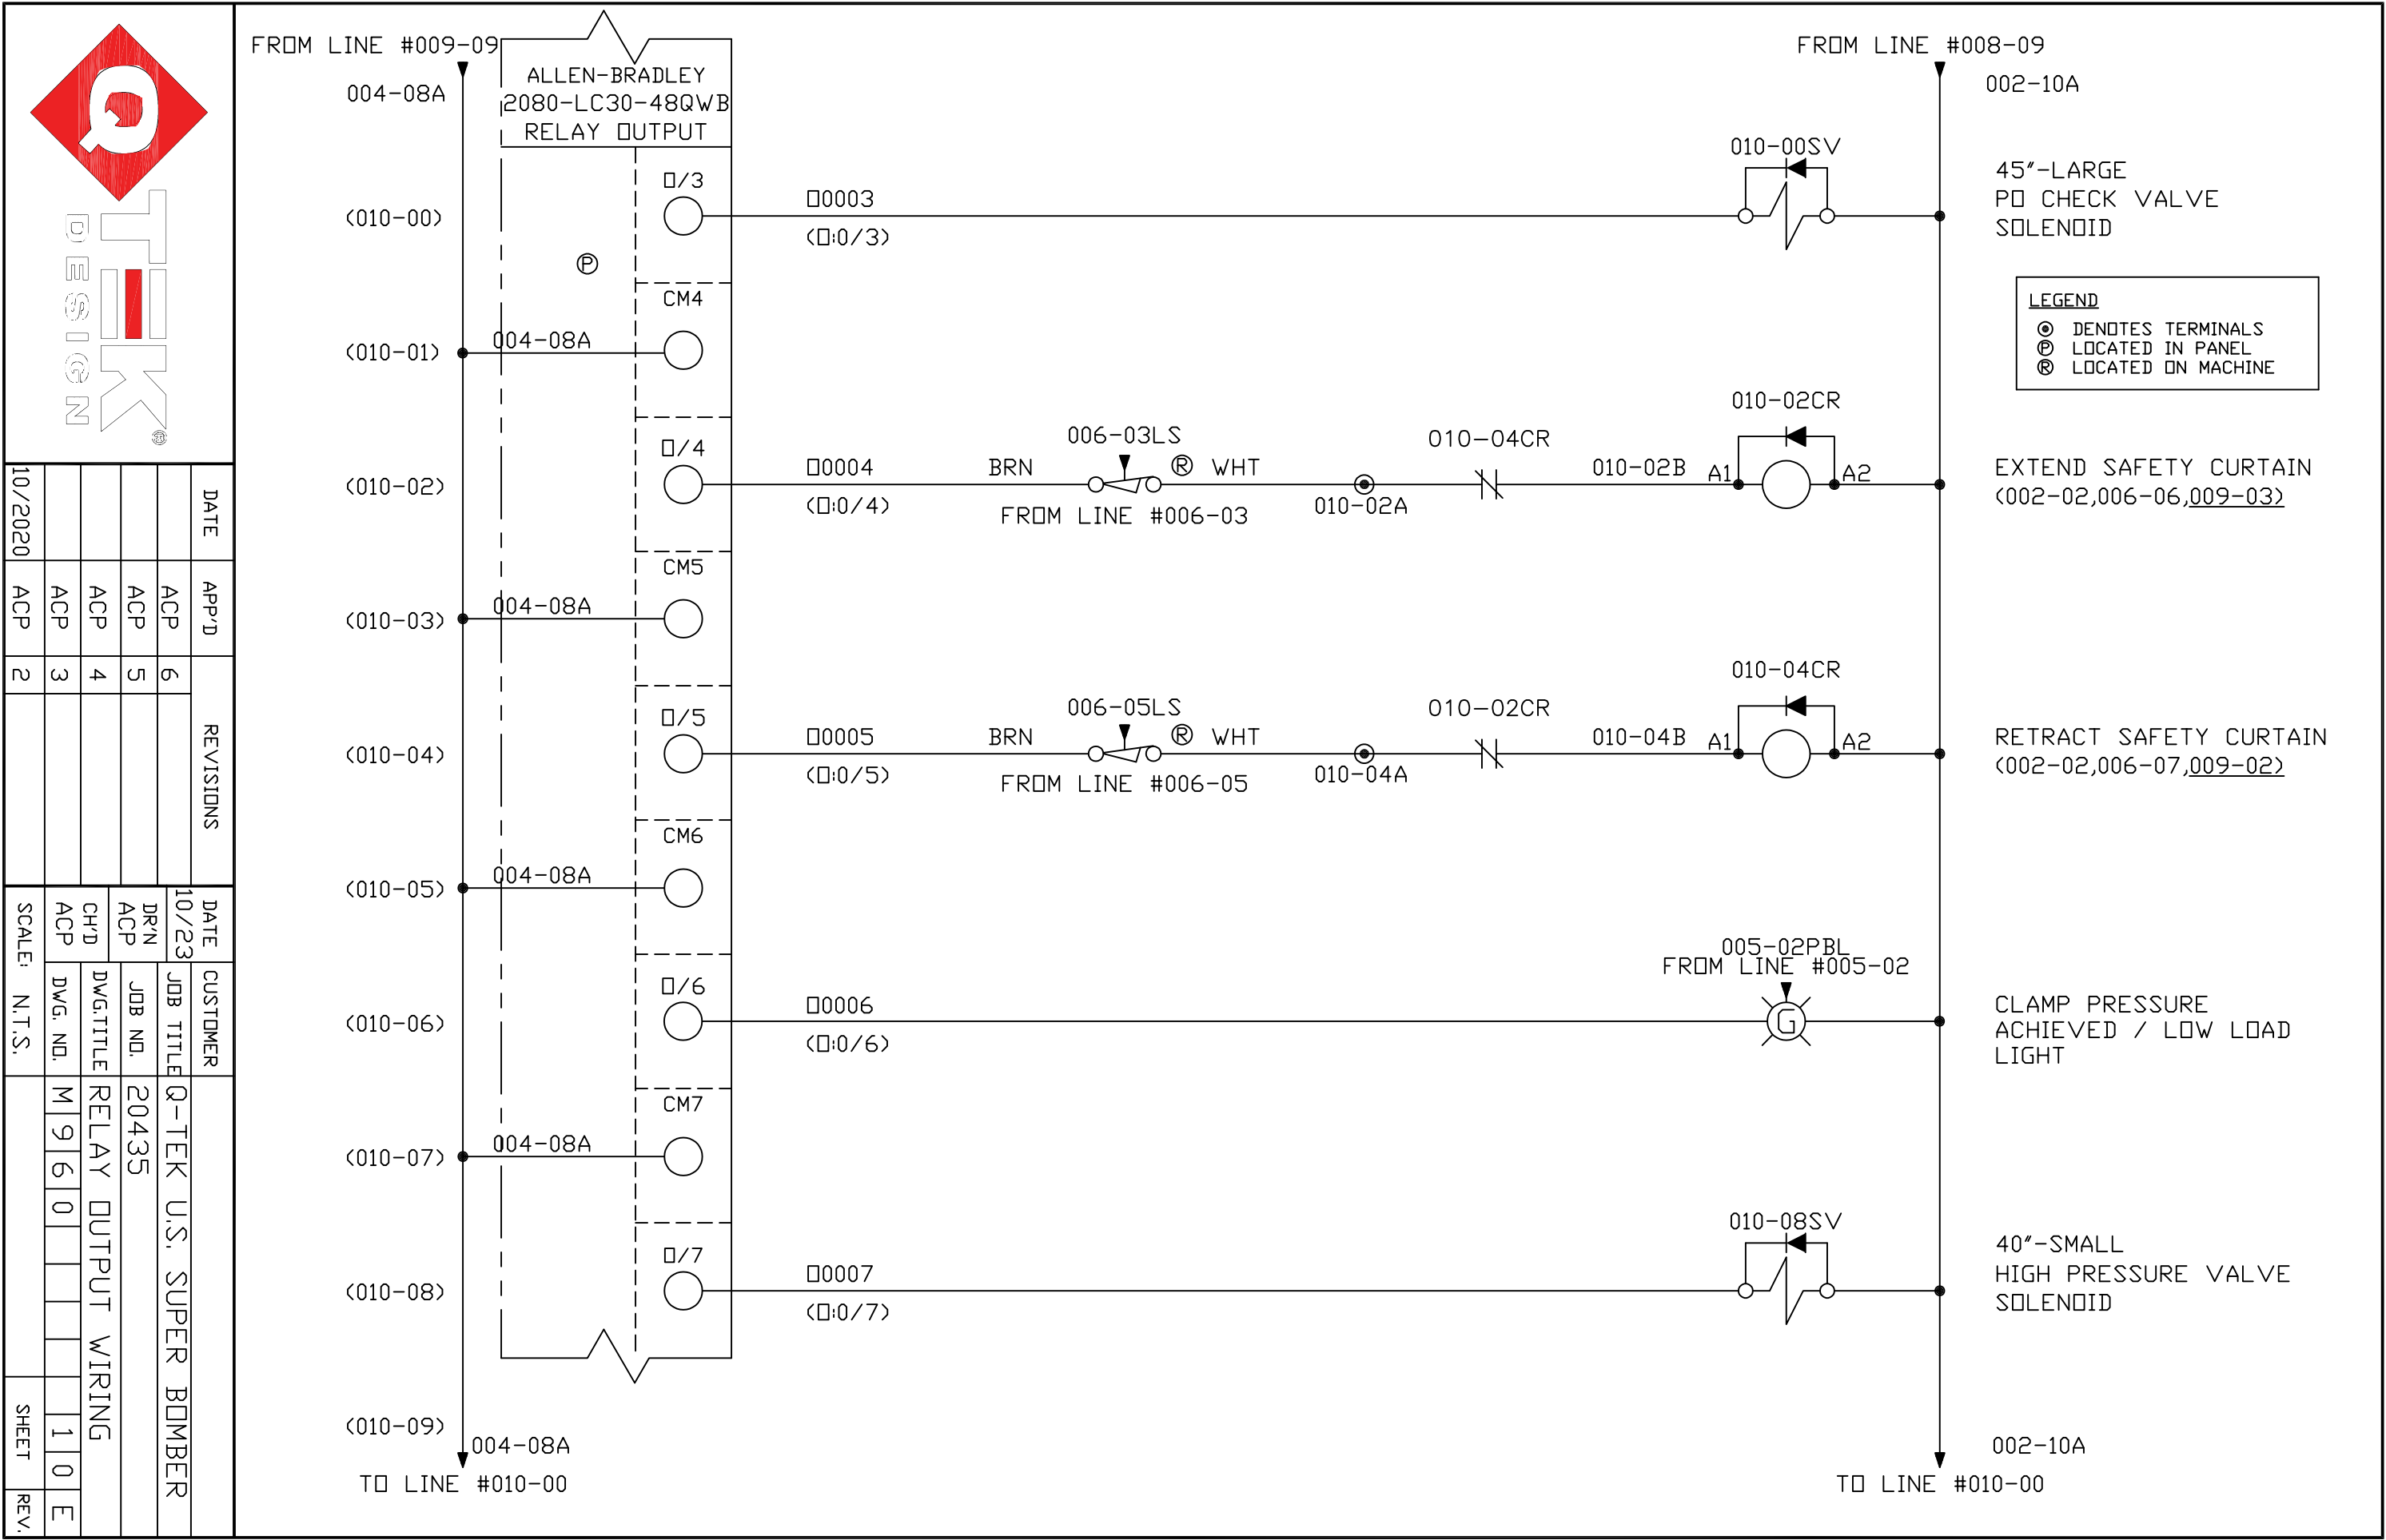 FROM LINE #009-09
004-08A
ALLEN-BRADLEY
2080-LC30-48QWB
RELAY OUTPUT
FROM LINE #008-09
002-10A
(010-00)
O/3
O0003
(O:0/3)
010-00SV
45"-LARGE
PO CHECK VALVE
SOLENOID
P
LEGEND
DENOTES TERMINALS
P LOCATED IN PANEL
R LOCATED ON MACHINE
(010-01)
004-08A
CM4
(010-02)
O/4
O0004
(O:0/4)
BRN
006-03LS
R
WHT
FROM LINE #006-03
010-02A
010-04CR
010-02B
010-02CR
A1
A2
EXTEND SAFETY CURTAIN
(002-02,006-06,009-03)
(010-03)
004-08A
CM5
(010-04)
O/5
O0005
(O:0/5)
BRN
006-05LS
R
WHT
FROM LINE #006-05
010-04A
010-02CR
010-04B
010-04CR
A1
A2
RETRACT SAFETY CURTAIN
(002-02,006-07,009-02)
(010-05)
004-08A
CM6
(010-06)
O/6
O0006
(O:0/6)
005-02PBL
FROM LINE #005-02
G
CLAMP PRESSURE
ACHIEVED / LOW LOAD
LIGHT
(010-07)
004-08A
CM7
(010-08)
O/7
O0007
(O:0/7)
010-08SV
40"-SMALL
HIGH PRESSURE VALVE
SOLENOID
(010-09)
004-08A
TO LINE #010-00
002-10A
TO LINE #010-00
Q TEK ®
DESIGN
DATE APP'D REVISIONS
ACP 6
ACP 5
ACP 4
ACP 3
10/2020 ACP 2
DATE
10/23
DR'N
ACP
CH'D
ACP
SCALE: N.T.S.
CUSTOMER
JOB TITLE Q-TEK U.S. SUPER BOMBER
JOB NO. 20435
DWG.TITLE RELAY OUTPUT WIRING
DWG. NO. M960 10 E
SHEET REV.